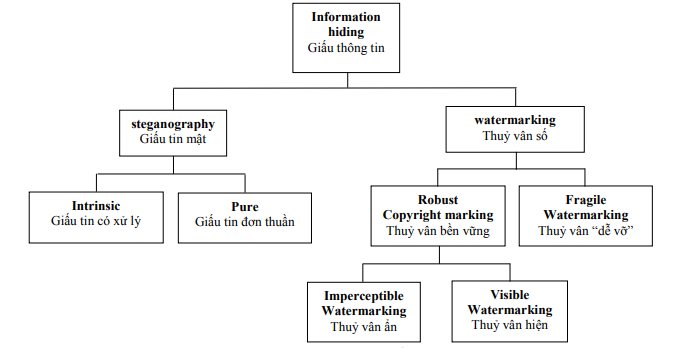 Information
hiding
Giấu thông tin
steganography
Giấu tin mật
watermarking
Thuỷ vân số
Intrinsic
Giấu tin có xử lý
Pure
Giấu tin đơn thuần
Robust
Copyright marking
Thuỷ vân bền vững
Fragile
Watermarking
Thuỷ vân “dễ vỡ”
Imperceptible
Watermarking
Thuỷ vân ẩn
Visible
Watermarking
Thuỷ vân hiện